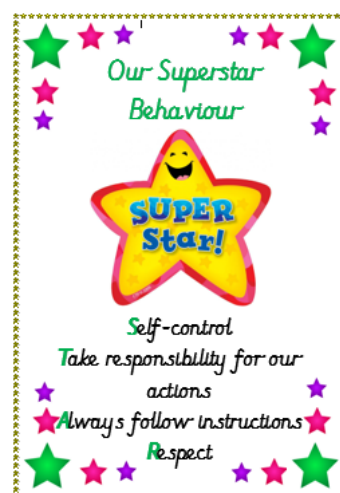 Our Superstar
Behaviour
SUPER
Star!
Self-control
Take responsibility for our
actions
Always follow instructions
Respect